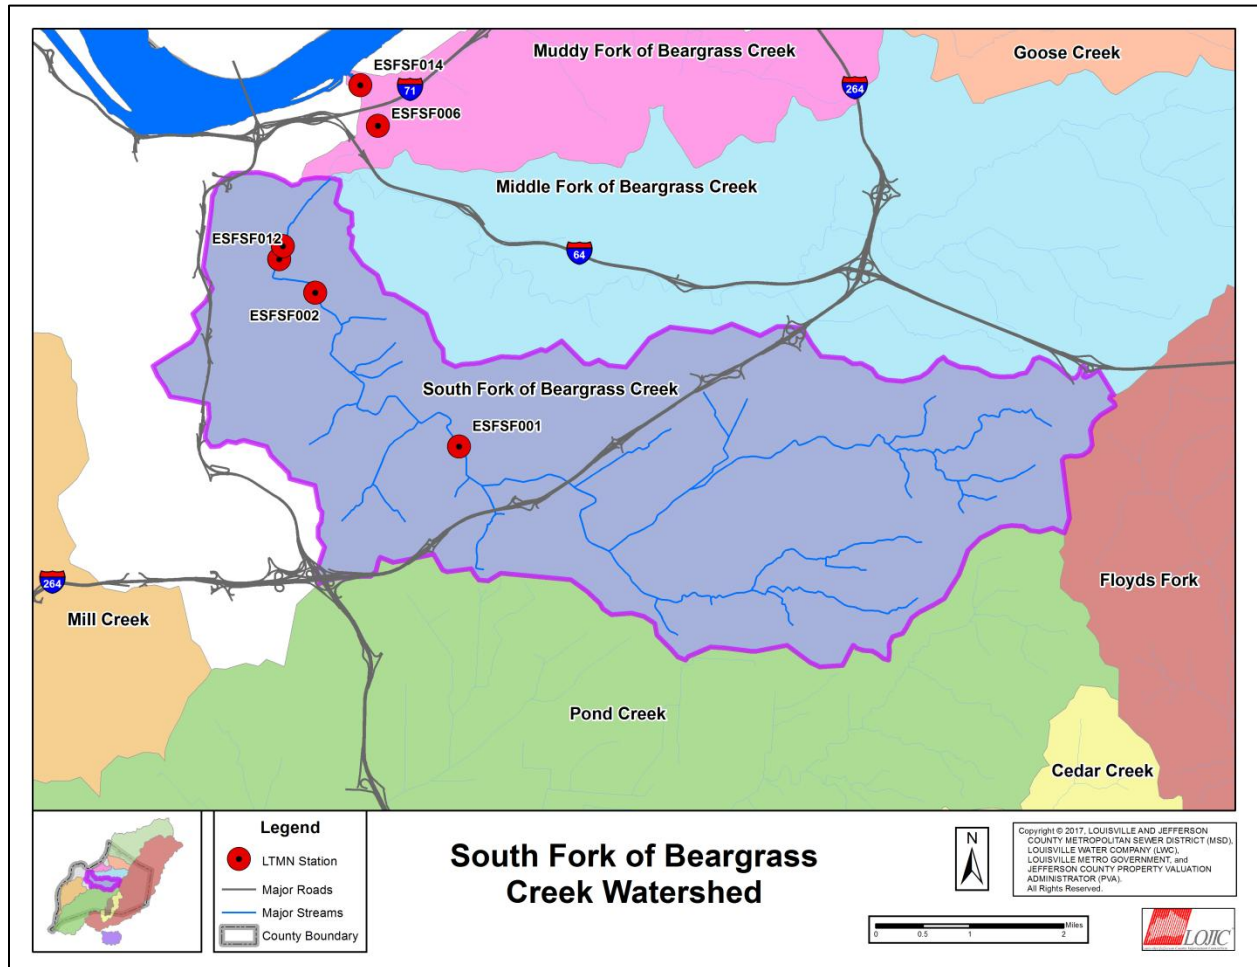 Muddy Fork of Beargrass Creek
Goose Creek
ESFSF014
71
264
ESFSF006
Middle Fork of Beargrass Creek
ESFSF012
64
ESFSF002
South Fork of Beargrass Creek
ESFSF001
264
Floyds Fork
Mill Creek
Pond Creek
Cedar Creek
Legend
LTMN Station
Major Roads
Major Streams
County Boundary
South Fork of Beargrass
Creek Watershed
N
Copyright © 2017, LOUISVILLE AND JEFFERSON
COUNTY METROPOLITAN SEWER DISTRICT (MSD),
LOUISVILLE WATER COMPANY (LWC),
LOUISVILLE METRO GOVERNMENT, and
JEFFERSON COUNTY PROPERTY VALUATION
ADMINISTRATOR (PVA).
All Rights Reserved.
Miles
0 0.5 1 2
LOJIC